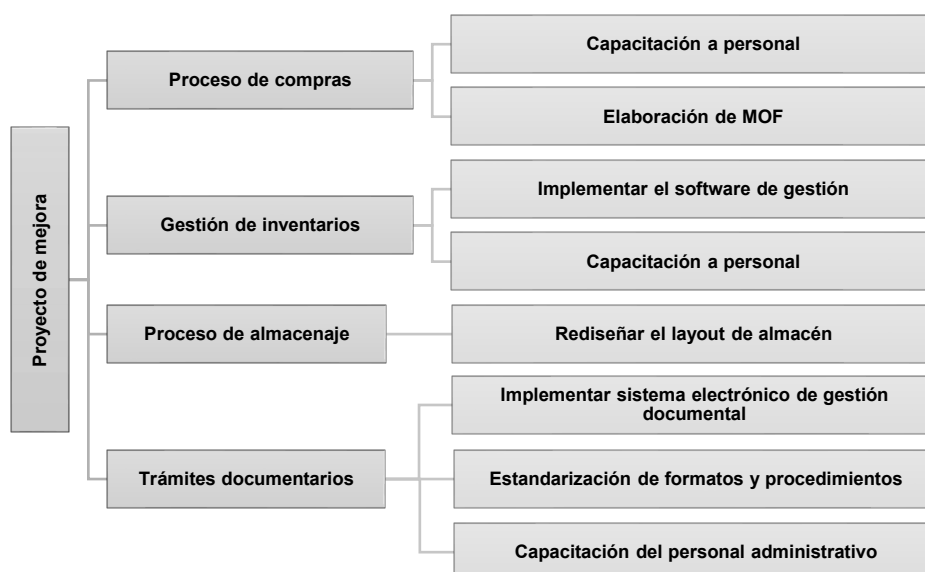 Proyecto de mejora
Proceso de compras
Capacitación a personal
Elaboración de MOF
Gestión de inventarios
Implementar el software de gestión
Capacitación a personal
Proceso de almacenaje
Rediseñar el layout de almacén
Trámites documentarios
Implementar sistema electrónico de gestión
documental
Estandarización de formatos y procedimientos
Capacitación del personal administrativo